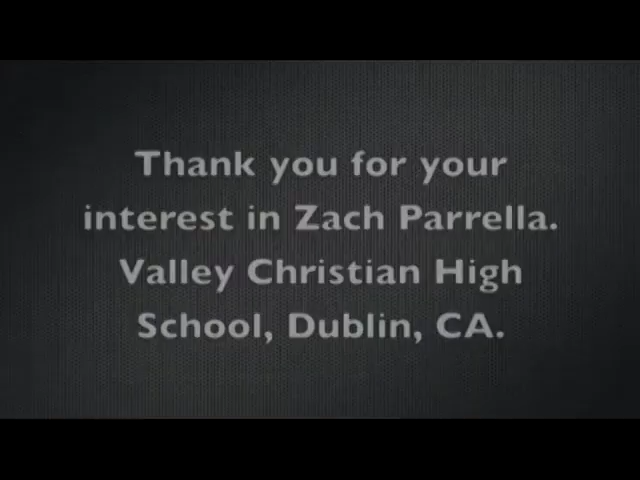 Thank you for your
interest in Zach Parrella.
Valley Christian High
School, Dublin, CA.